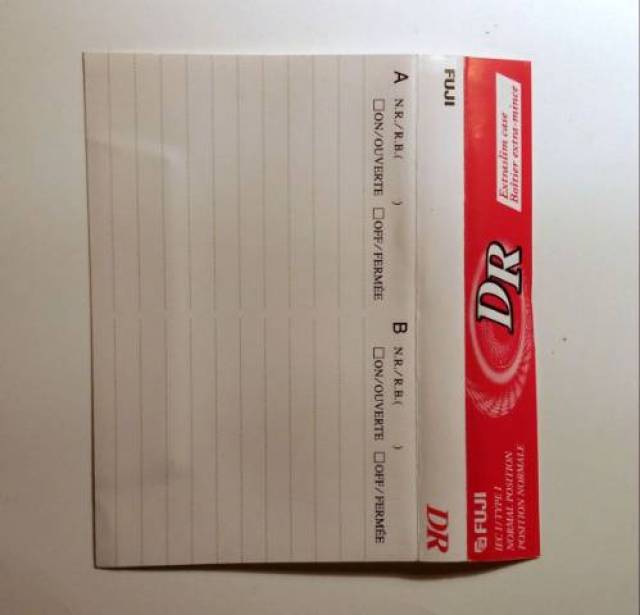 Extraslim case
Boîtier extra-mince
DR
FUJI
IEC I/TYPE I
NORMAL POSITION
POSITION NORMALE
FUJI
DR
A N.R./R.B.( )
□ON/OUVERTE □OFF/FERMÉE
B N.R./R.B.( )
□ON/OUVERTE □OFF/FERMÉE